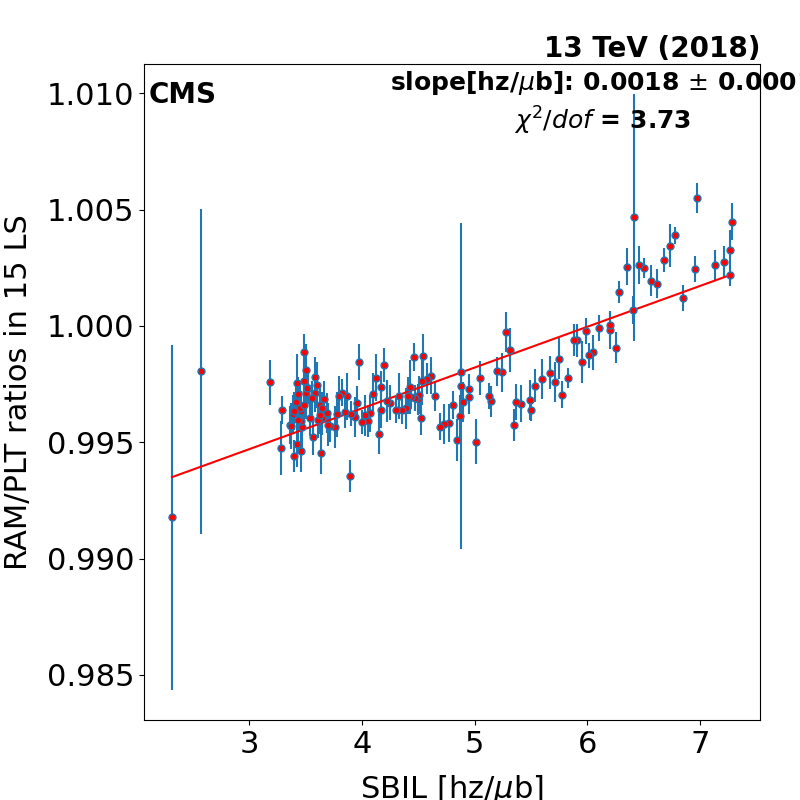 13 TeV (2018)
CMS
slope[hz/μb]: 0.0018 ± 0.000
χ²/dof = 3.73
RAM/PLT ratios in 15 LS
1.010
1.005
1.000
0.995
0.990
0.985
3 4 5 6 7
SBIL [hz/μb]